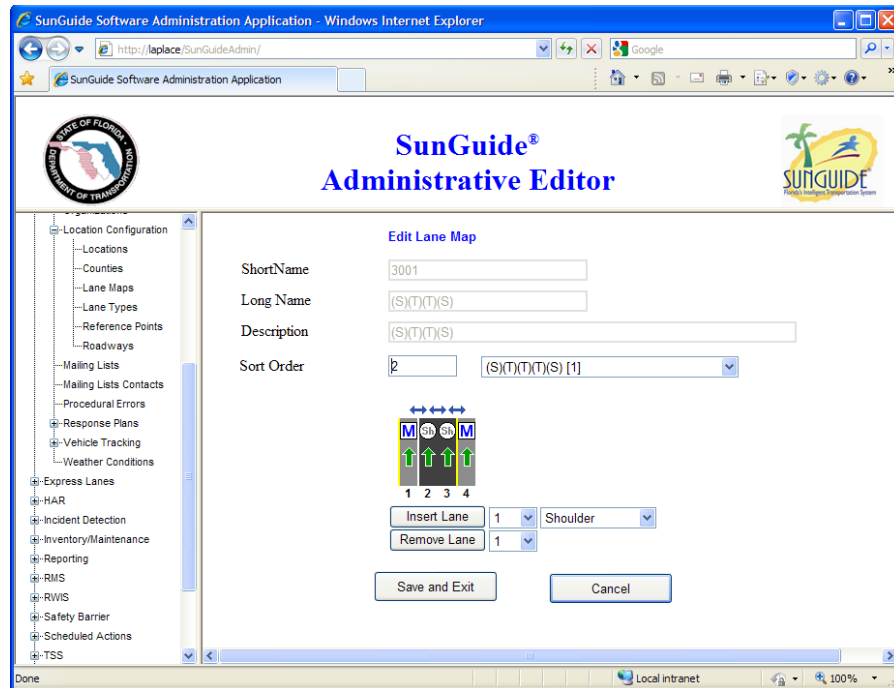 SunGuide Software Administration Application - Windows Internet Explorer
http://laplace/SunGuideAdmin/
Google
SunGuide Software Administration Application
STATE OF FLORIDA
DEPARTMENT OF TRANSPORTATION
SunGuide®
Administrative Editor
SUNGUIDE
Florida's Intelligent Transportation System
Location Configuration
Locations
Counties
Lane Maps
Lane Types
Reference Points
Roadways
Mailing Lists
Mailing Lists Contacts
Procedural Errors
Response Plans
Vehicle Tracking
Weather Conditions
Express Lanes
HAR
Incident Detection
Inventory/Maintenance
Reporting
RMS
RWIS
Safety Barrier
Scheduled Actions
TSS
Edit Lane Map
ShortName 3001
Long Name (S)(T)(T)(S)
Description (S)(T)(T)(S)
Sort Order 2 (S)(T)(T)(T)(S) [1]
M Sh Sh M
1 2 3 4
Insert Lane 1 Shoulder
Remove Lane 1
Save and Exit Cancel
Done Local intranet 100%